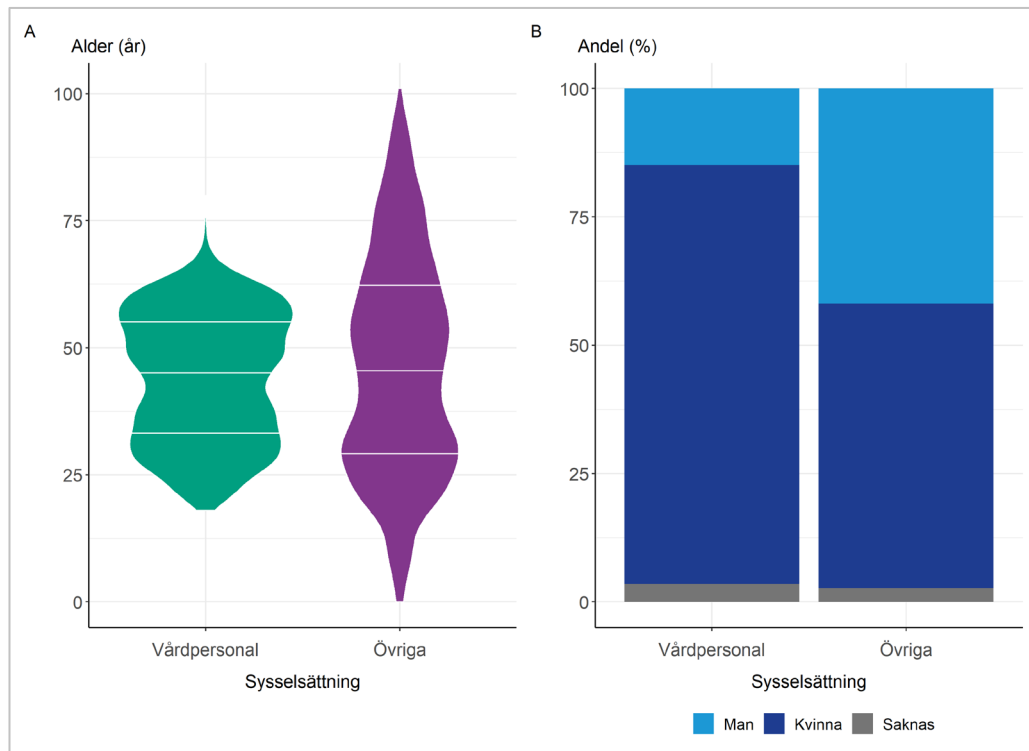 A
Alder (år)
100
75
50
25
0
Vårdpersonal Övriga
Sysselsättning
B
Andel (%)
100
75
50
25
0
Vårdpersonal Övriga
Sysselsättning
Man Kvinna Saknas